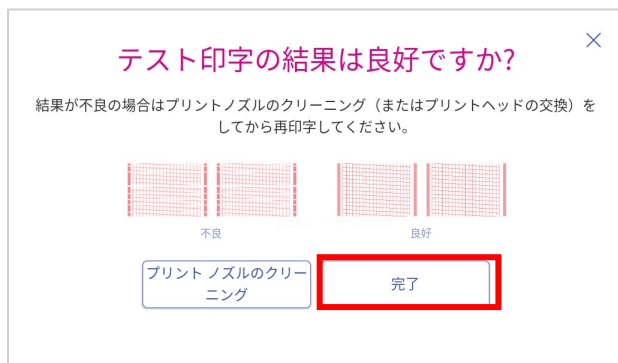 テスト印字の結果は良好ですか?
結果が不良の場合はプリントノズルのクリーニング（またはプリントヘッドの交換）を
してから再印字してください。
不良
良好
プリント ノズルのクリー
ニング
完了